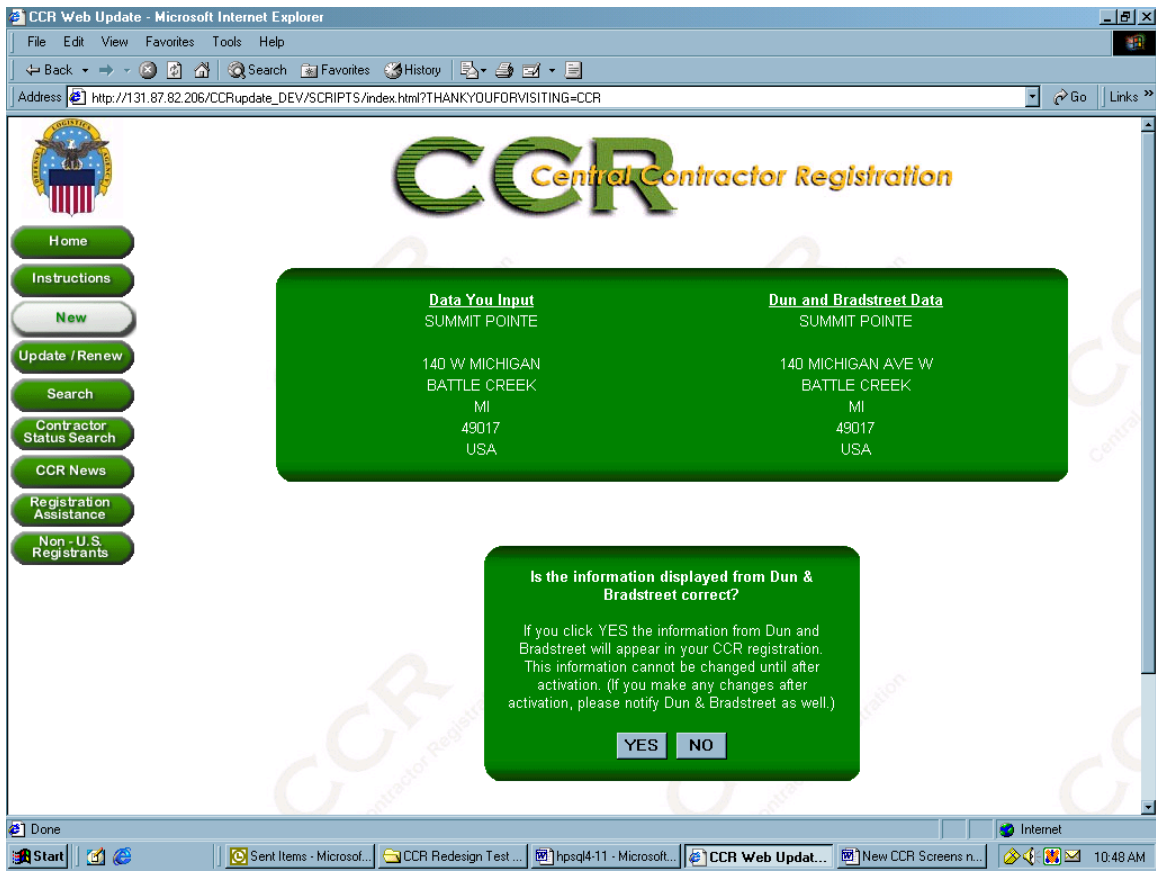 CCR Web Update - Microsoft Internet Explorer
File Edit View Favorites Tools Help
Back Search Favorites History
Address http://131.87.82.206/CCRupdate_DEV/SCRIPTS/index.html?THANKYOUFORVISITING=CCR Go Links »
DEFENSE LOGISTICS AGENCY
CCR
Central Contractor Registration
Home
Instructions
New
Update / Renew
Search
Contractor
Status Search
CCR News
Registration
Assistance
Non - U.S.
Registrants
Data You Input
SUMMIT POINTE
140 W MICHIGAN
BATTLE CREEK
MI
49017
USA
Dun and Bradstreet Data
SUMMIT POINTE
140 MICHIGAN AVE W
BATTLE CREEK
MI
49017
USA
Is the information displayed from Dun &
Bradstreet correct?
If you click YES the information from Dun and
Bradstreet will appear in your CCR registration.
This information cannot be changed until after
activation. (If you make any changes after
activation, please notify Dun & Bradstreet as well.)
YES NO
Done Internet
Start Sent Items - Microsof... CCR Redesign Test ... hpsql4-11 - Microsoft... CCR Web Updat... New CCR Screens n... 10:48 AM